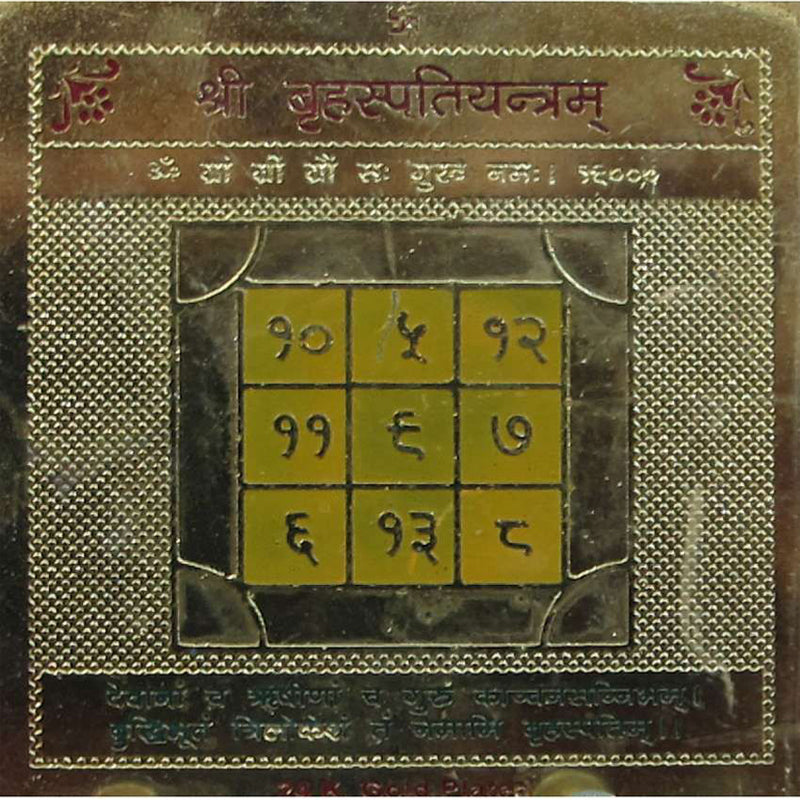 ॐ
श्री बृहस्पतियन्त्रम्
ॐ ग्रां ग्रीं ग्रौं सः गुरुवे नमः। १९०००
१० ५ १२
११ ९ ७
६ १३ ८
देवानां च ऋषीणां च गुरुं काञ्चनसन्निभम्।
बुद्धिभूतं त्रिलोकेशं तं नमामि बृहस्पतिम्।।
24 K. Gold Plated